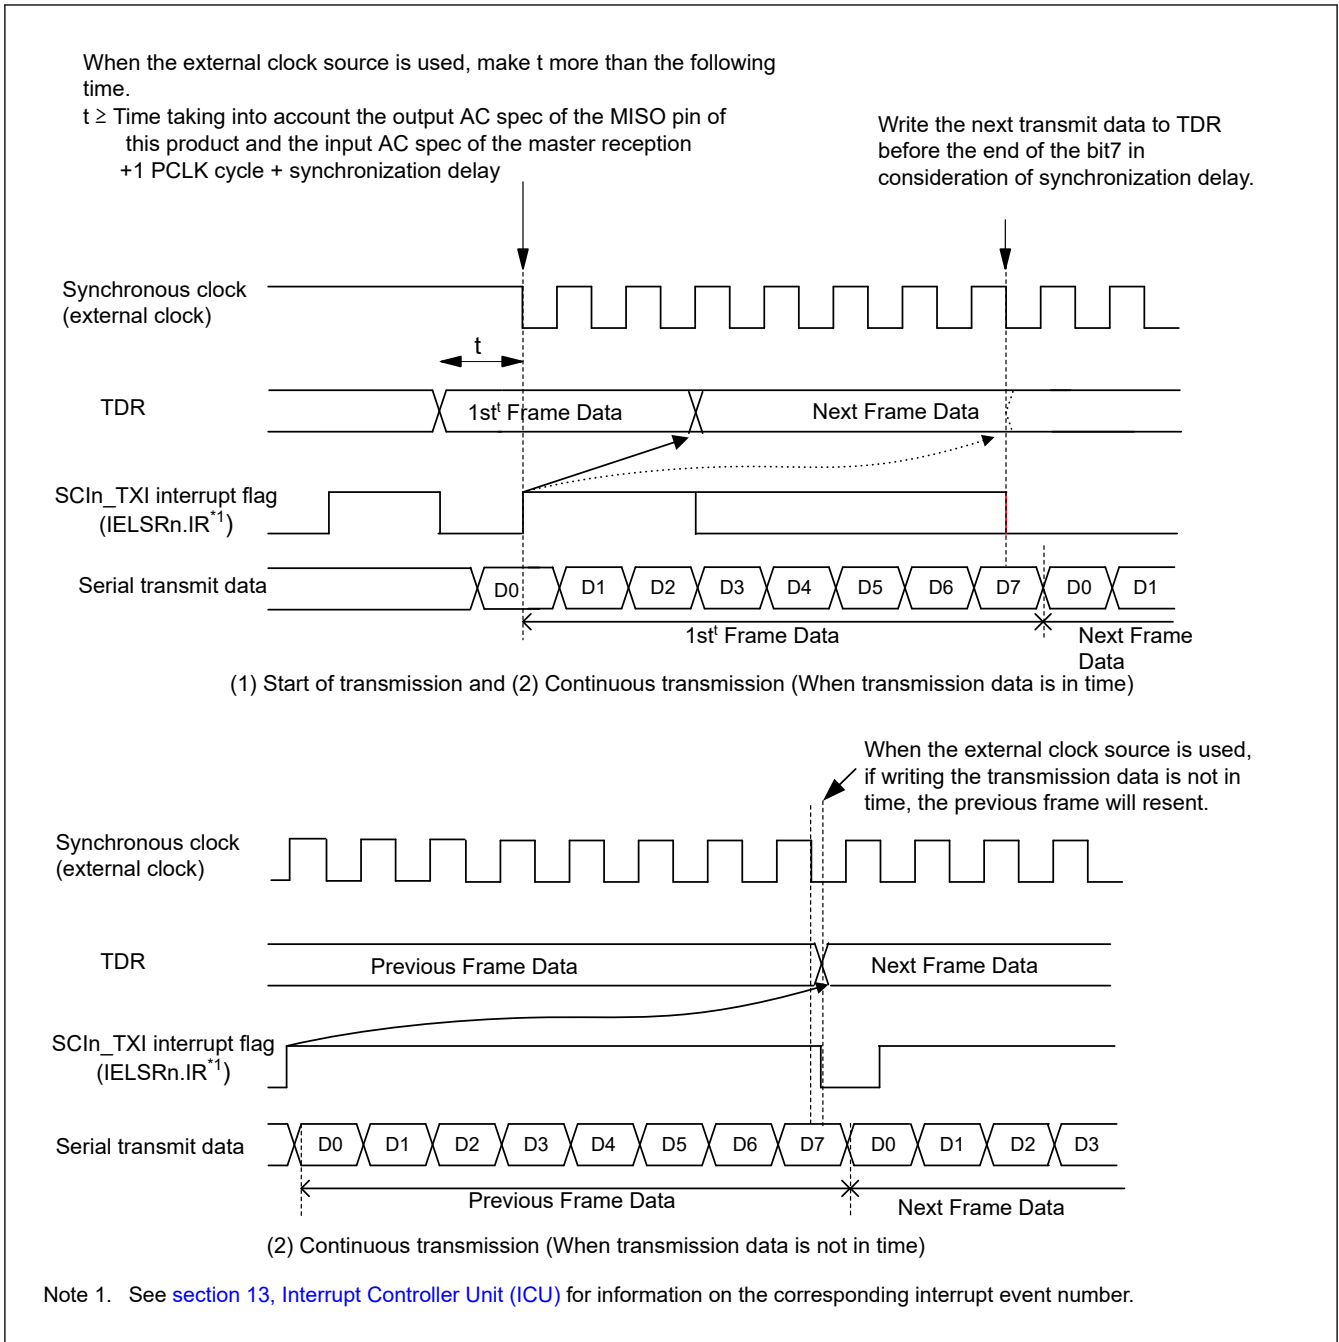 When the external clock source is used, make t more than the following
time.
t ≥ Time taking into account the output AC spec of the MISO pin of
this product and the input AC spec of the master reception
+1 PCLK cycle + synchronization delay
Write the next transmit data to TDR
before the end of the bit7 in
consideration of synchronization delay.
Synchronous clock
(external clock)
t
TDR
1st^t Frame Data
Next Frame Data
SCIn_TXI interrupt flag
(IELSRn.IR*1)
Serial transmit data
D0 D1 D2 D3 D4 D5 D6 D7 D0 D1
1st^t Frame Data
Next Frame
Data
(1) Start of transmission and (2) Continuous transmission (When transmission data is in time)
When the external clock source is used,
if writing the transmission data is not in
time, the previous frame will resent.
Synchronous clock
(external clock)
TDR
Previous Frame Data
Next Frame Data
SCIn_TXI interrupt flag
(IELSRn.IR*1)
Serial transmit data
D0 D1 D2 D3 D4 D5 D6 D7 D0 D1 D2 D3
Previous Frame Data
Next Frame Data
(2) Continuous transmission (When transmission data is not in time)
Note 1. See section 13, Interrupt Controller Unit (ICU) for information on the corresponding interrupt event number.